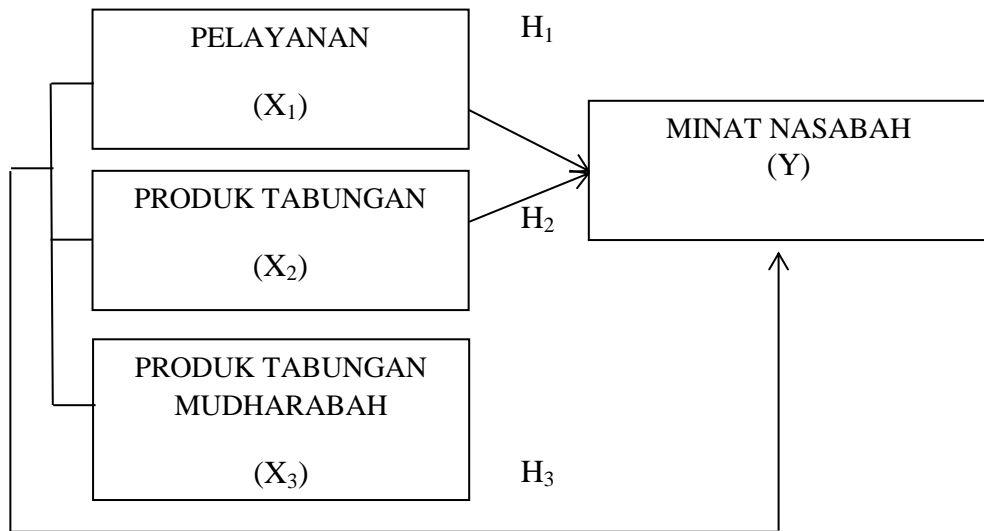 PELAYANAN
(X₁)
H₁
MINAT NASABAH
(Y)
PRODUK TABUNGAN
(X₂)
H₂
PRODUK TABUNGAN
MUDHARABAH
(X₃)
H₃